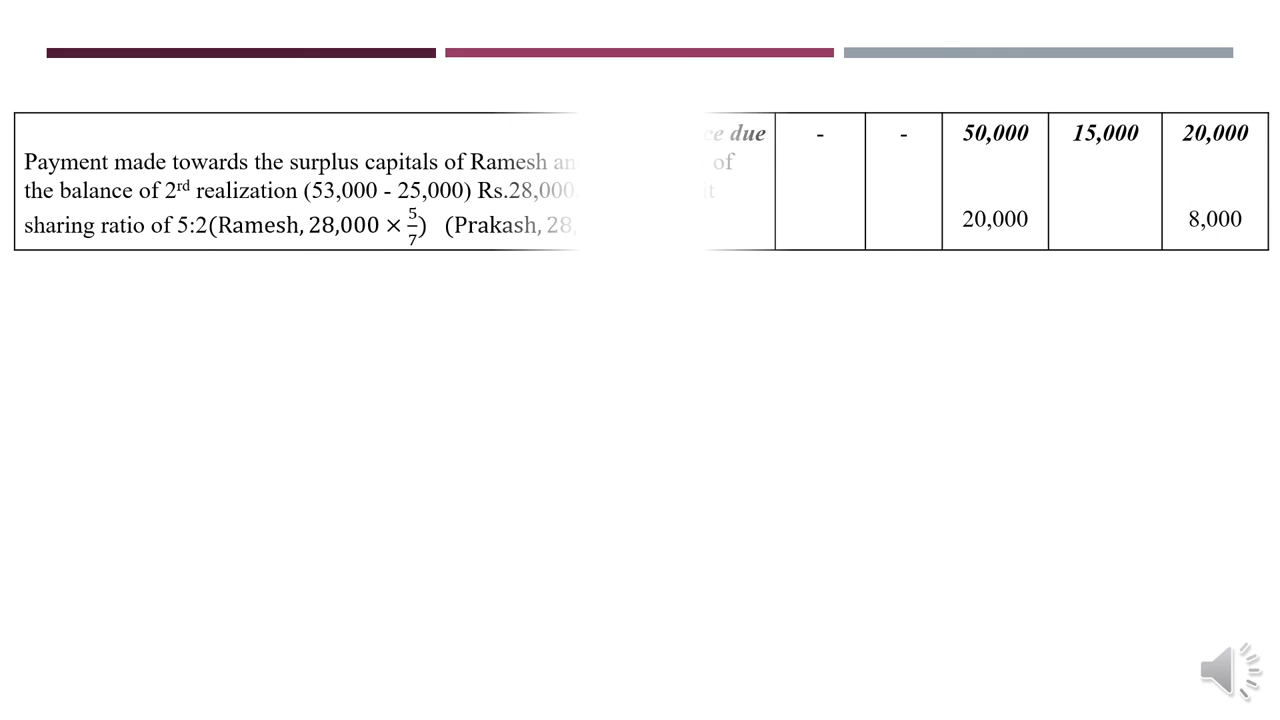 due - - 50,000 15,000 20,000
Payment made towards the surplus capitals of Ramesh of
the balance of 2rd realization (53,000 - 25,000) Rs.28,000
sharing ratio of 5:2(Ramesh, 28,000 × 5/7) (Prakash, 20,000 8,000